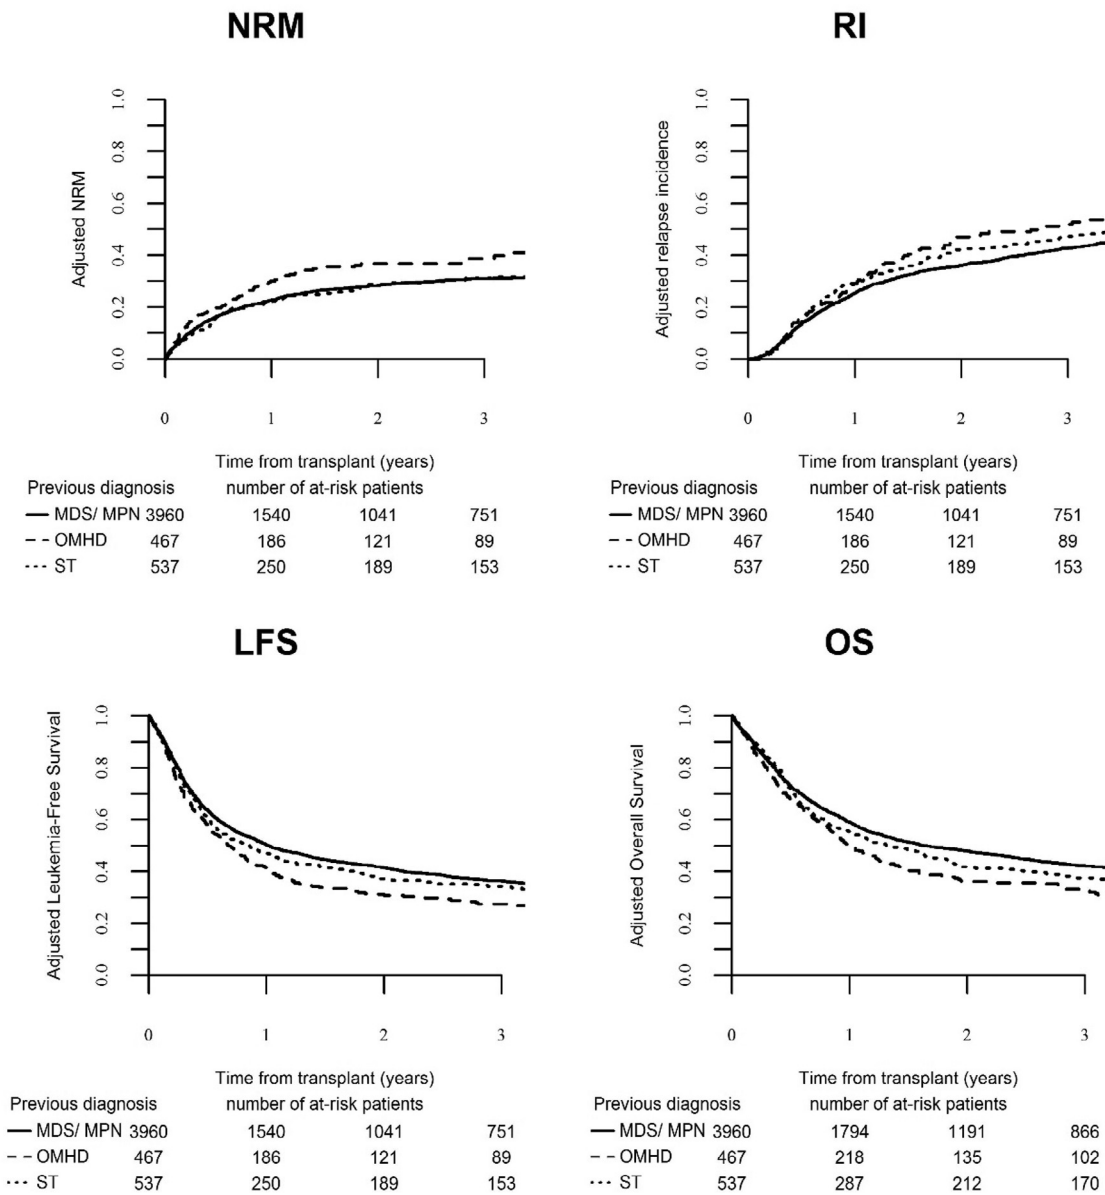 NRM
1.0
0.8
0.6
0.4
0.2
0.0
Adjusted NRM
0 1 2 3
Time from transplant (years)
Previous diagnosis number of at-risk patients
MDS/ MPN 3960 1540 1041 751
OMHD 467 186 121 89
ST 537 250 189 153
RI
1.0
0.8
0.6
0.4
0.2
0.0
Adjusted relapse incidence
0 1 2 3
Time from transplant (years)
Previous diagnosis number of at-risk patients
MDS/ MPN 3960 1540 1041 751
OMHD 467 186 121 89
ST 537 250 189 153
LFS
1.0
0.8
0.6
0.4
0.2
0.0
Adjusted Leukemia-Free Survival
0 1 2 3
Time from transplant (years)
Previous diagnosis number of at-risk patients
MDS/ MPN 3960 1540 1041 751
OMHD 467 186 121 89
ST 537 250 189 153
OS
1.0
0.8
0.6
0.4
0.2
0.0
Adjusted Overall Survival
0 1 2 3
Time from transplant (years)
Previous diagnosis number of at-risk patients
MDS/ MPN 3960 1794 1191 866
OMHD 467 218 135 102
ST 537 287 212 170